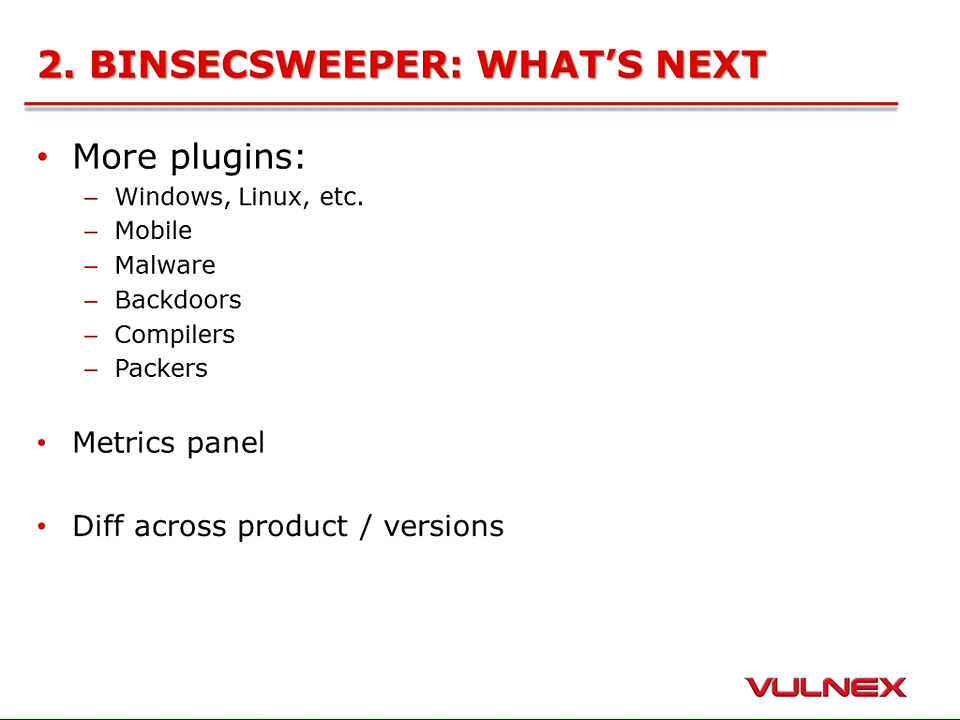 2. BINSECSWEEPER: WHAT’S NEXT
• More plugins:
– Windows, Linux, etc.
– Mobile
– Malware
– Backdoors
– Compilers
– Packers
• Metrics panel
• Diff across product / versions
VULNEX